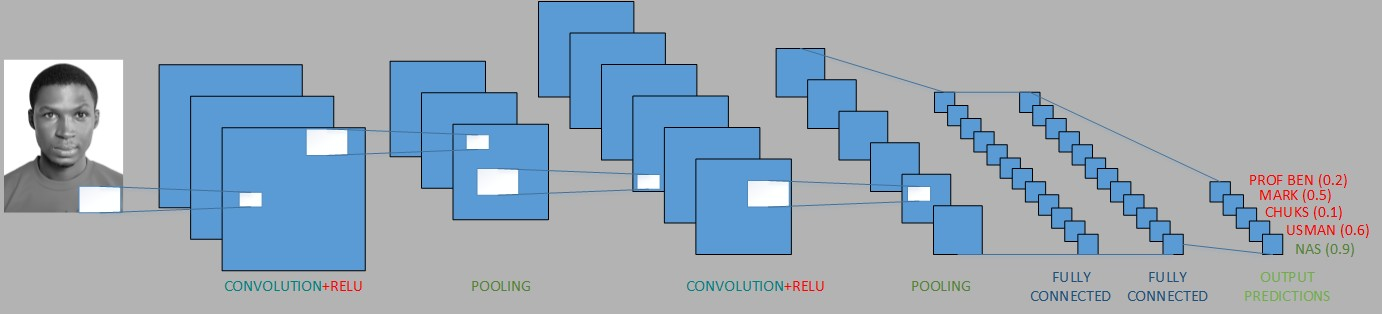 PROF BEN (0.2)
MARK (0.5)
CHUKS (0.1)
USMAN (0.6)
NAS (0.9)
CONVOLUTION+RELU
POOLING
CONVOLUTION+RELU
POOLING
FULLY
CONNECTED
FULLY
CONNECTED
OUTPUT
PREDICTIONS